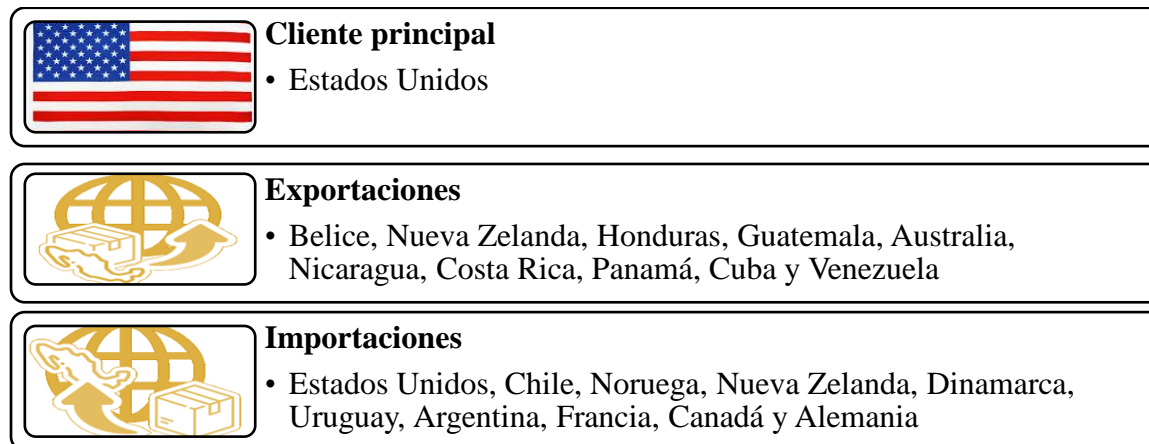 Cliente principal
• Estados Unidos
Exportaciones
• Belice, Nueva Zelanda, Honduras, Guatemala, Australia,
Nicaragua, Costa Rica, Panamá, Cuba y Venezuela
Importaciones
• Estados Unidos, Chile, Noruega, Nueva Zelanda, Dinamarca,
Uruguay, Argentina, Francia, Canadá y Alemania